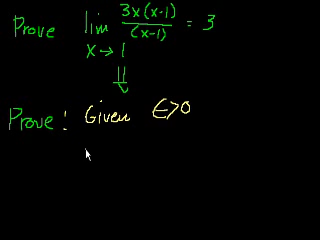 Prove lim 3x(x-1) / (x-1) = 3
x → 1
⇓
Prove: Given ϵ>0